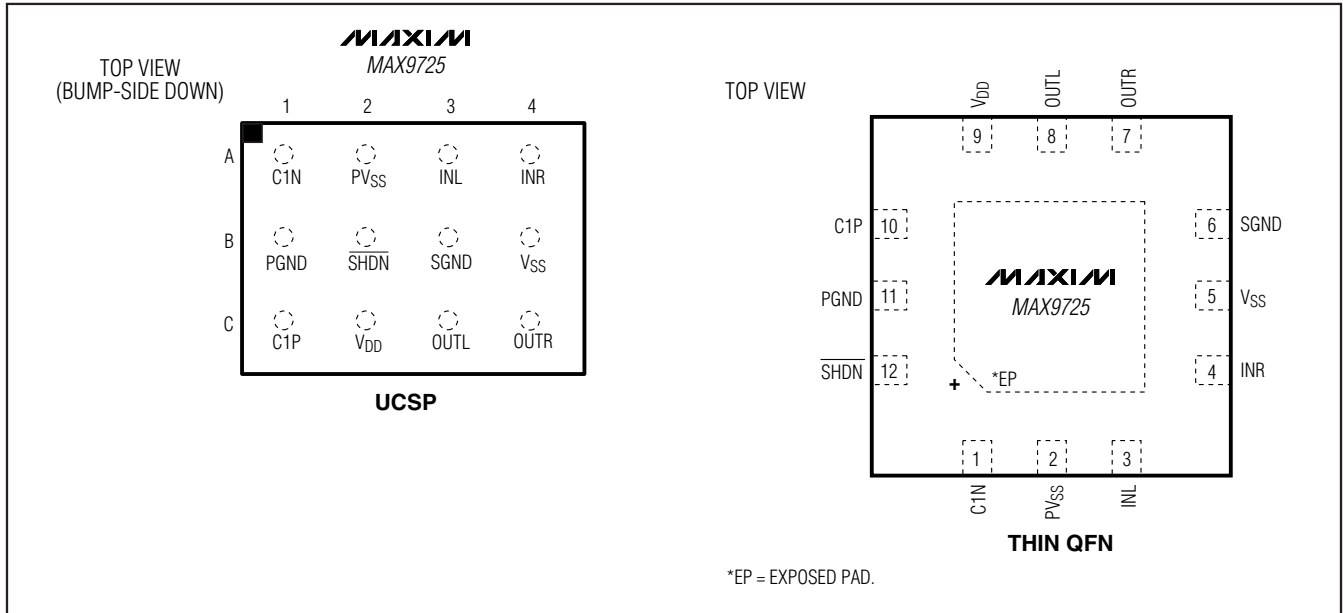 TOP VIEW
(BUMP-SIDE DOWN)
MAXIM
MAX9725
1 2 3 4
A
C1N PVSS INL INR
B
PGND SHDN SGND VSS
C
C1P VDD OUTL OUTR
UCSP
TOP VIEW
VDD OUTL OUTR
9 8 7
C1P 10 6 SGND
MAXIM
PGND 11 5 VSS
MAX9725
SHDN 12 4 INR
*EP
+
1 2 3
C1N PVSS INL
THIN QFN
*EP = EXPOSED PAD.